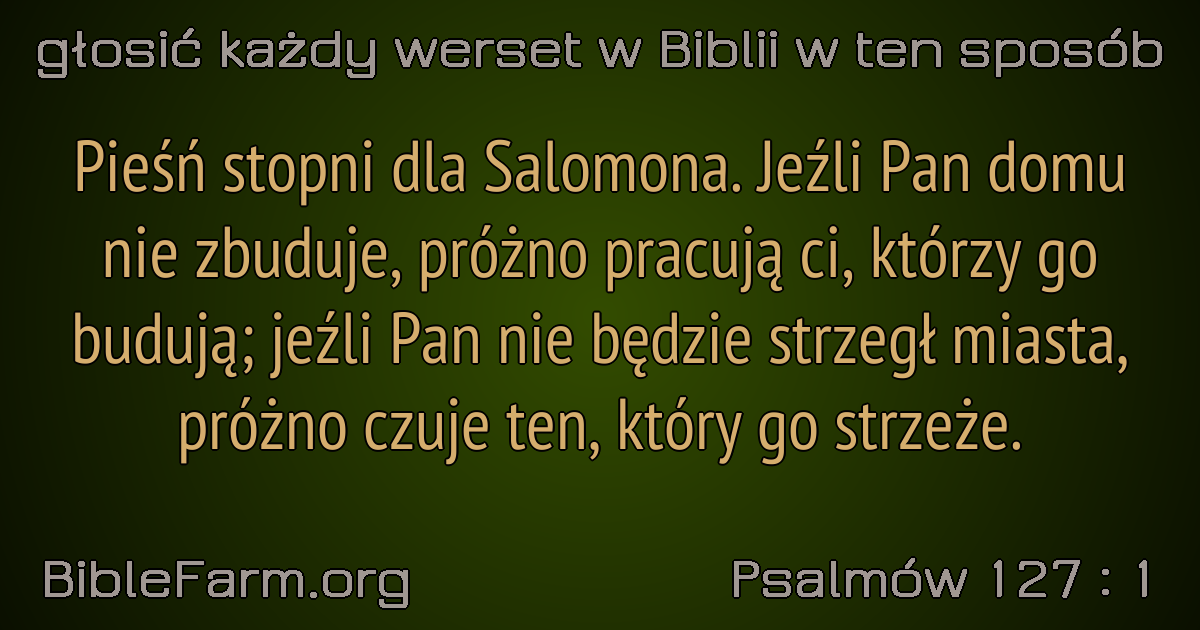 głosić każdy werset w Biblii w ten sposób
Pieśń stopni dla Salomona. Jeźli Pan domu
nie zbuduje, próżno pracują ci, którzy go
budują; jeźli Pan nie będzie strzegł miasta,
próżno czuje ten, który go strzeże.
BibleFarm.org
Psalmów 127 : 1